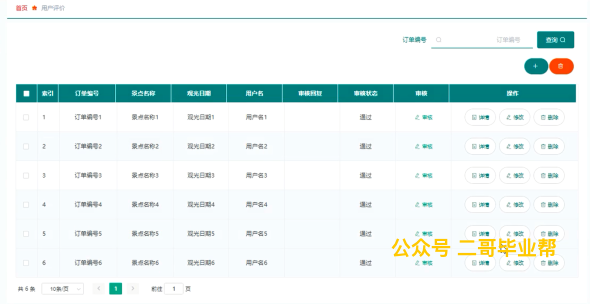 首页 用户评价
订单编号 订单编号 查询
+
索引 订单编号 景点名称 观光日期 用户名 审核回复 审核状态 审核 操作
1 订单编号1 景点名称1 观光日期1 用户名1 通过 审核 详情 修改 删除
2 订单编号2 景点名称2 观光日期2 用户名2 通过 审核 详情 修改 删除
3 订单编号3 景点名称3 观光日期3 用户名3 通过 审核 详情 修改 删除
4 订单编号4 景点名称4 观光日期4 用户名4 通过 审核 详情 修改 删除
5 订单编号5 景点名称5 观光日期5 用户名5 通过 审核 详情 修改 删除
公众号 二哥毕业帮
6 订单编号6 景点名称6 观光日期6 用户名6 通过 审核 详情 修改 删除
共 6 条 10条/页 1 前往 1 页